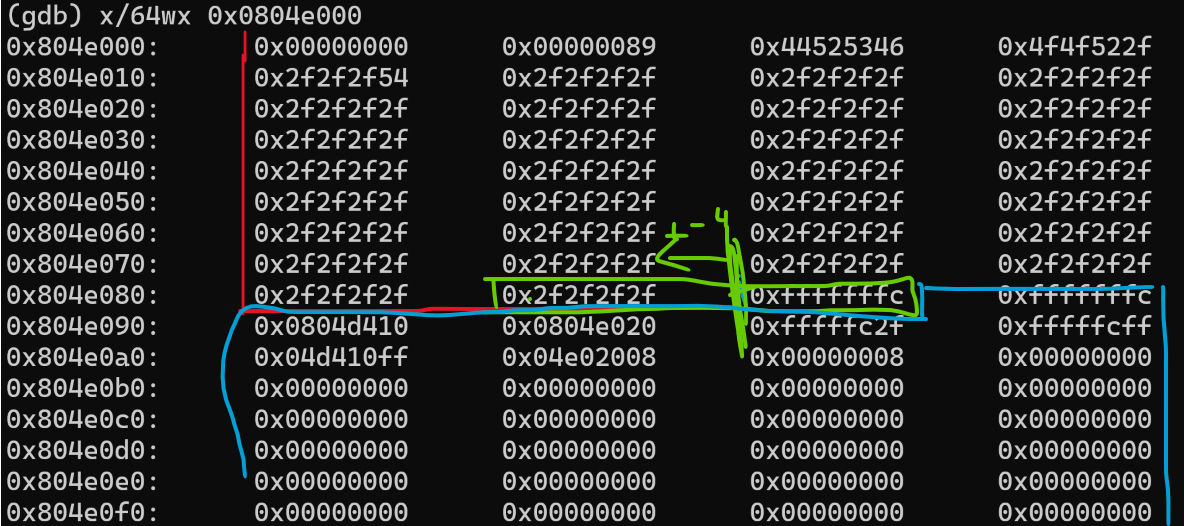 (gdb) x/64wx 0x0804e000
0x804e000: 0x00000000 0x00000089 0x44525346 0x4f4f522f
0x804e010: 0x2f2f2f54 0x2f2f2f2f 0x2f2f2f2f 0x2f2f2f2f
0x804e020: 0x2f2f2f2f 0x2f2f2f2f 0x2f2f2f2f 0x2f2f2f2f
0x804e030: 0x2f2f2f2f 0x2f2f2f2f 0x2f2f2f2f 0x2f2f2f2f
0x804e040: 0x2f2f2f2f 0x2f2f2f2f 0x2f2f2f2f 0x2f2f2f2f
0x804e050: 0x2f2f2f2f 0x2f2f2f2f 0x2f2f2f2f 0x2f2f2f2f
0x804e060: 0x2f2f2f2f 0x2f2f2f2f 0x2f2f2f2f 0x2f2f2f2f
0x804e070: 0x2f2f2f2f 0x2f2f2f2f 0x2f2f2f2f 0x2f2f2f2f
0x804e080: 0x2f2f2f2f 0x2f2f2f2f 0xfffffffc 0xfffffffc
0x804e090: 0x0804d410 0x0804e020 0xfffffc2f 0xfffffcff
0x804e0a0: 0x04d410ff 0x04e02008 0x00000008 0x00000000
0x804e0b0: 0x00000000 0x00000000 0x00000000 0x00000000
0x804e0c0: 0x00000000 0x00000000 0x00000000 0x00000000
0x804e0d0: 0x00000000 0x00000000 0x00000000 0x00000000
0x804e0e0: 0x00000000 0x00000000 0x00000000 0x00000000
0x804e0f0: 0x00000000 0x00000000 0x00000000 0x00000000